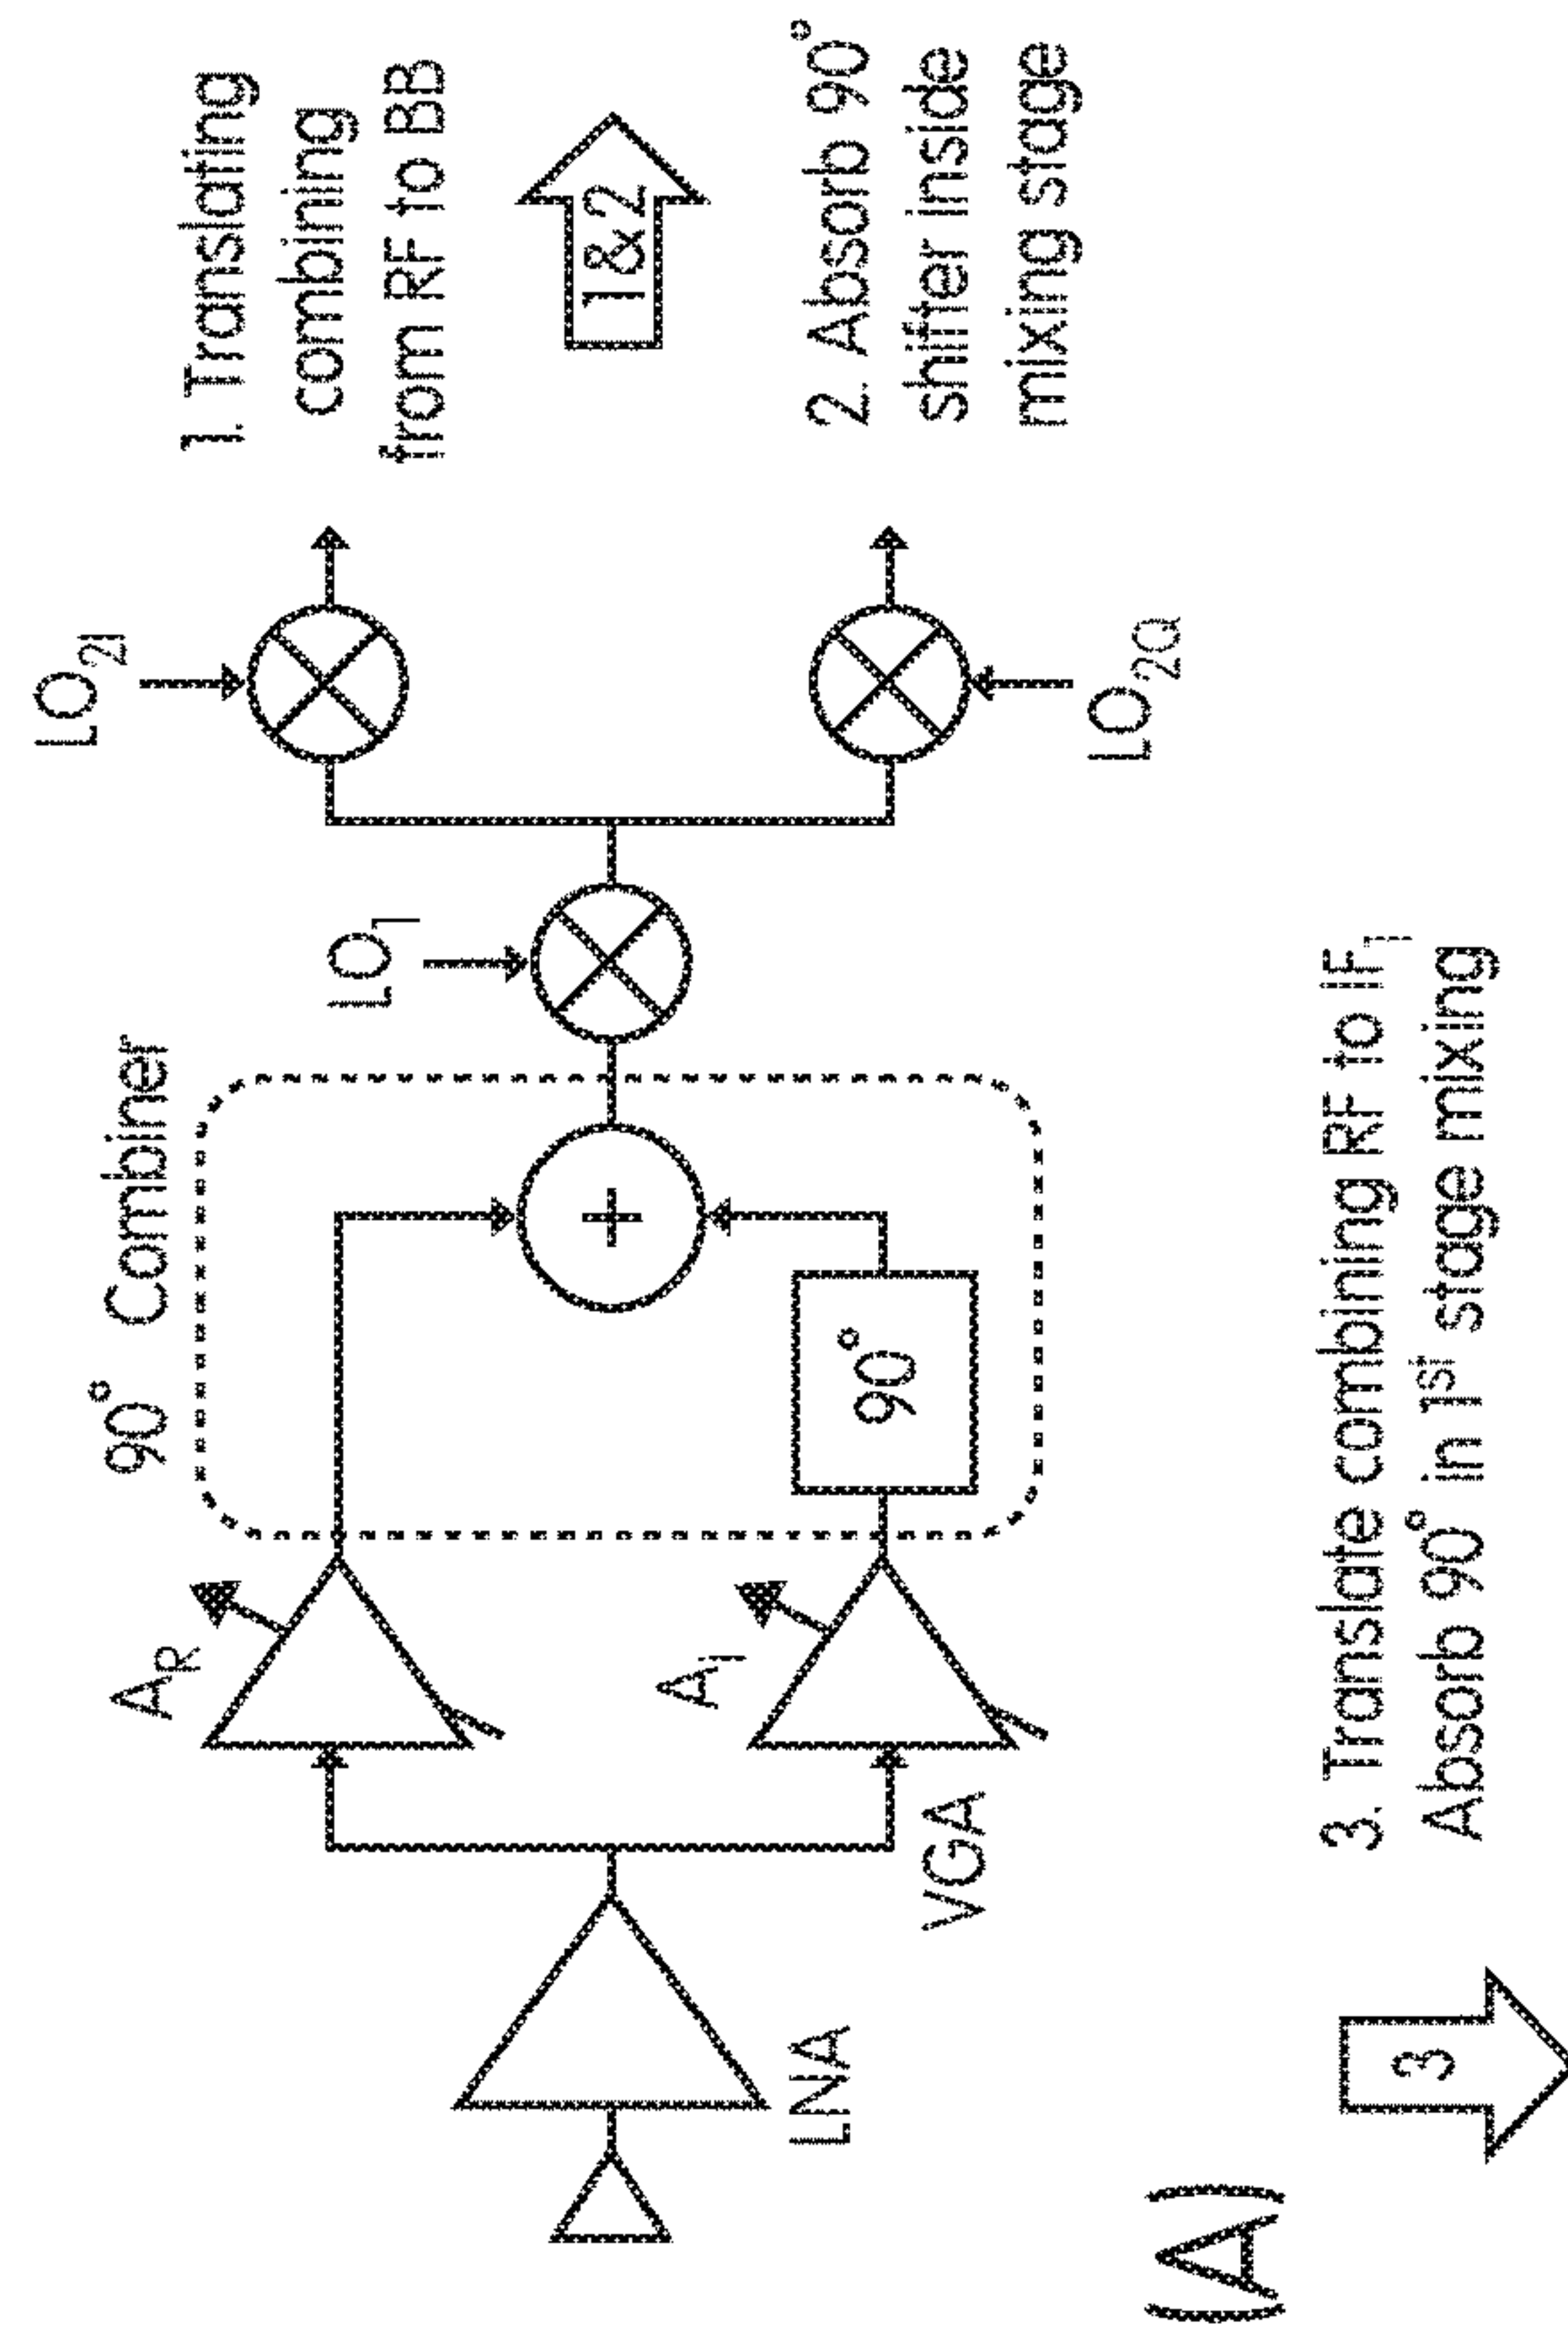 90° Combiner
LO2I
1. Translating
combining
from RF to BB
AR
LO1
1&2
AI
90°
+
LNA
VGA
LO2Q
2. Absorb 90°
shifter inside
mixing stage
(A)
3
3. Translate combining RF to IF,
Absorb 90° in 1st stage mixing